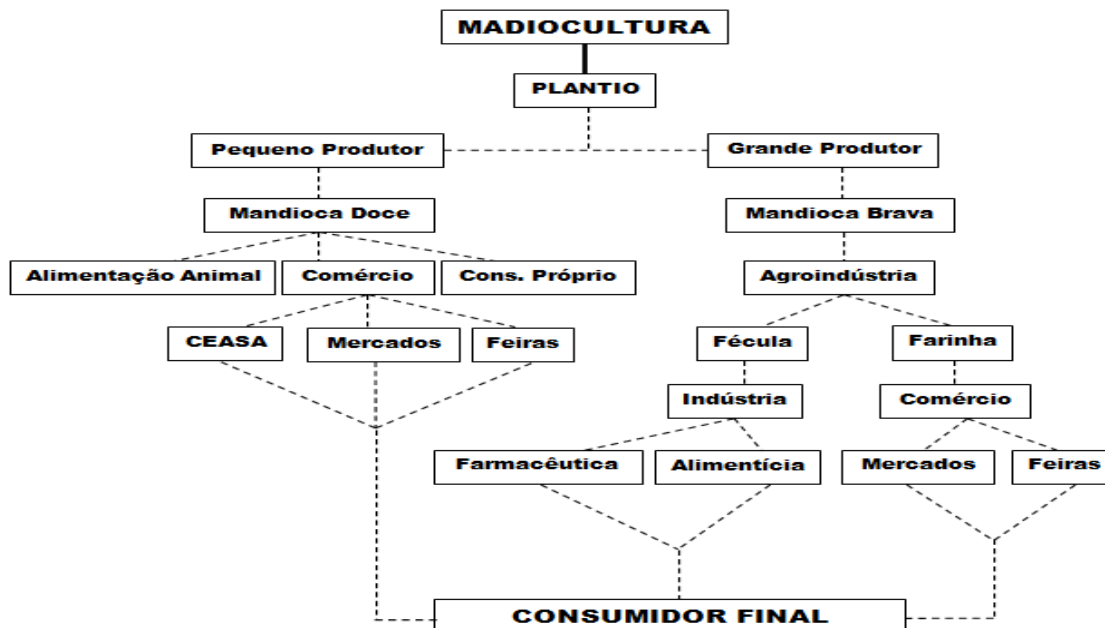 MADIOCULTURA
PLANTIO
Pequeno Produtor
Grande Produtor
Mandioca Doce
Mandioca Brava
Alimentação Animal
Comércio
Cons. Próprio
Agroindústria
CEASA
Mercados
Feiras
Fécula
Farinha
Indústria
Comércio
Farmacêutica
Alimentícia
Mercados
Feiras
CONSUMIDOR FINAL